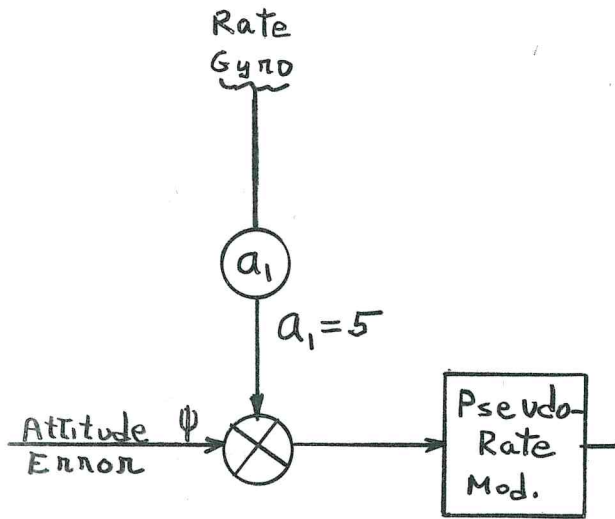 Rate
Gyro
a₁
a₁ = 5
Attitude ψ
Error
Pseudo-
Rate
Mod.